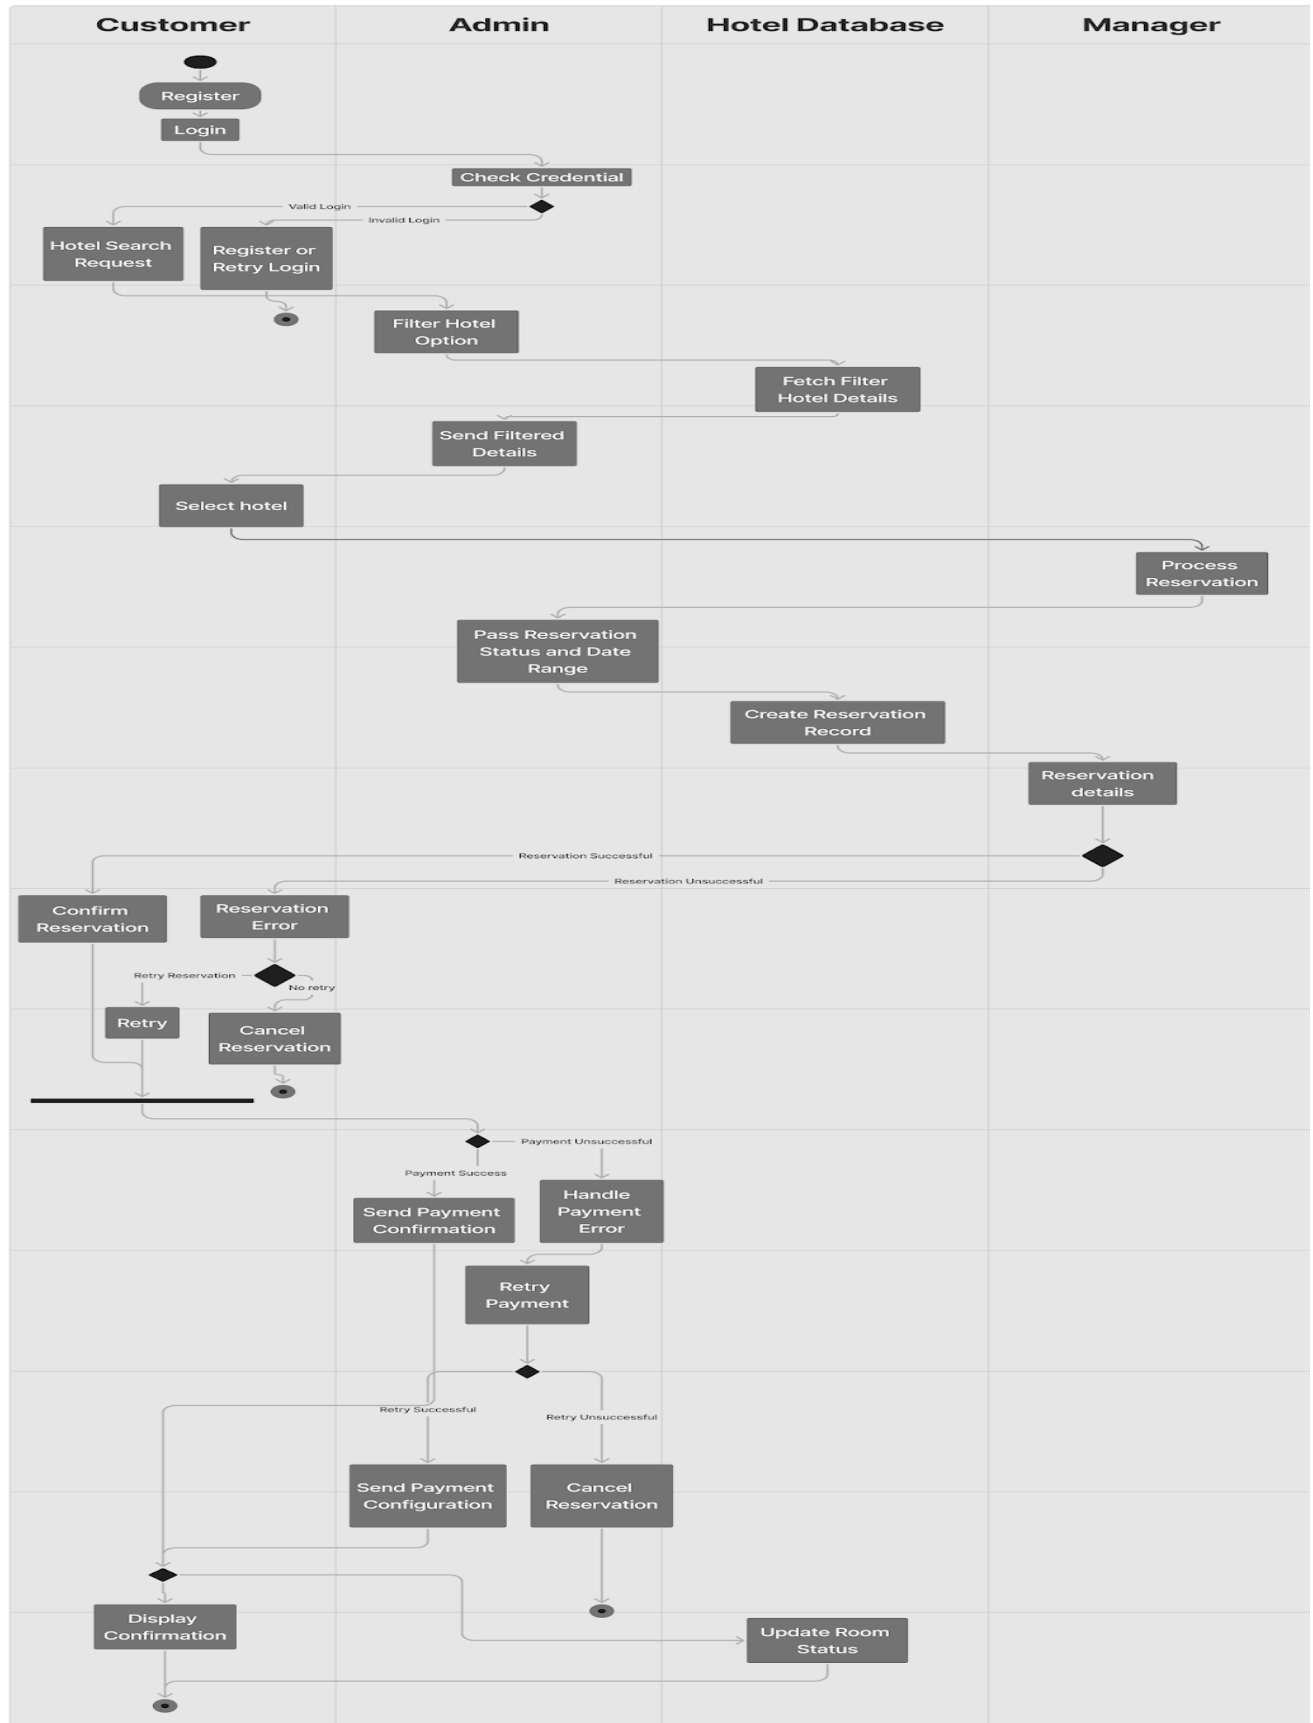 Customer
Admin
Hotel Database
Manager
Register
Login
Check Credential
Valid Login
Invalid Login
Hotel Search
Request
Register or
Retry Login
Filter Hotel
Option
Fetch Filter
Hotel Details
Send Filtered
Details
Select hotel
Process
Reservation
Pass Reservation
Status and Date
Range
Create Reservation
Record
Reservation
details
Reservation Successful
Reservation Unsuccessful
Confirm
Reservation
Reservation
Error
Retry Reservation
No retry
Retry
Cancel
Reservation
Payment Unsuccessful
Payment Success
Send Payment
Confirmation
Handle
Payment
Error
Retry
Payment
Retry Successful
Retry Unsuccessful
Send Payment
Configuration
Cancel
Reservation
Display
Confirmation
Update Room
Status